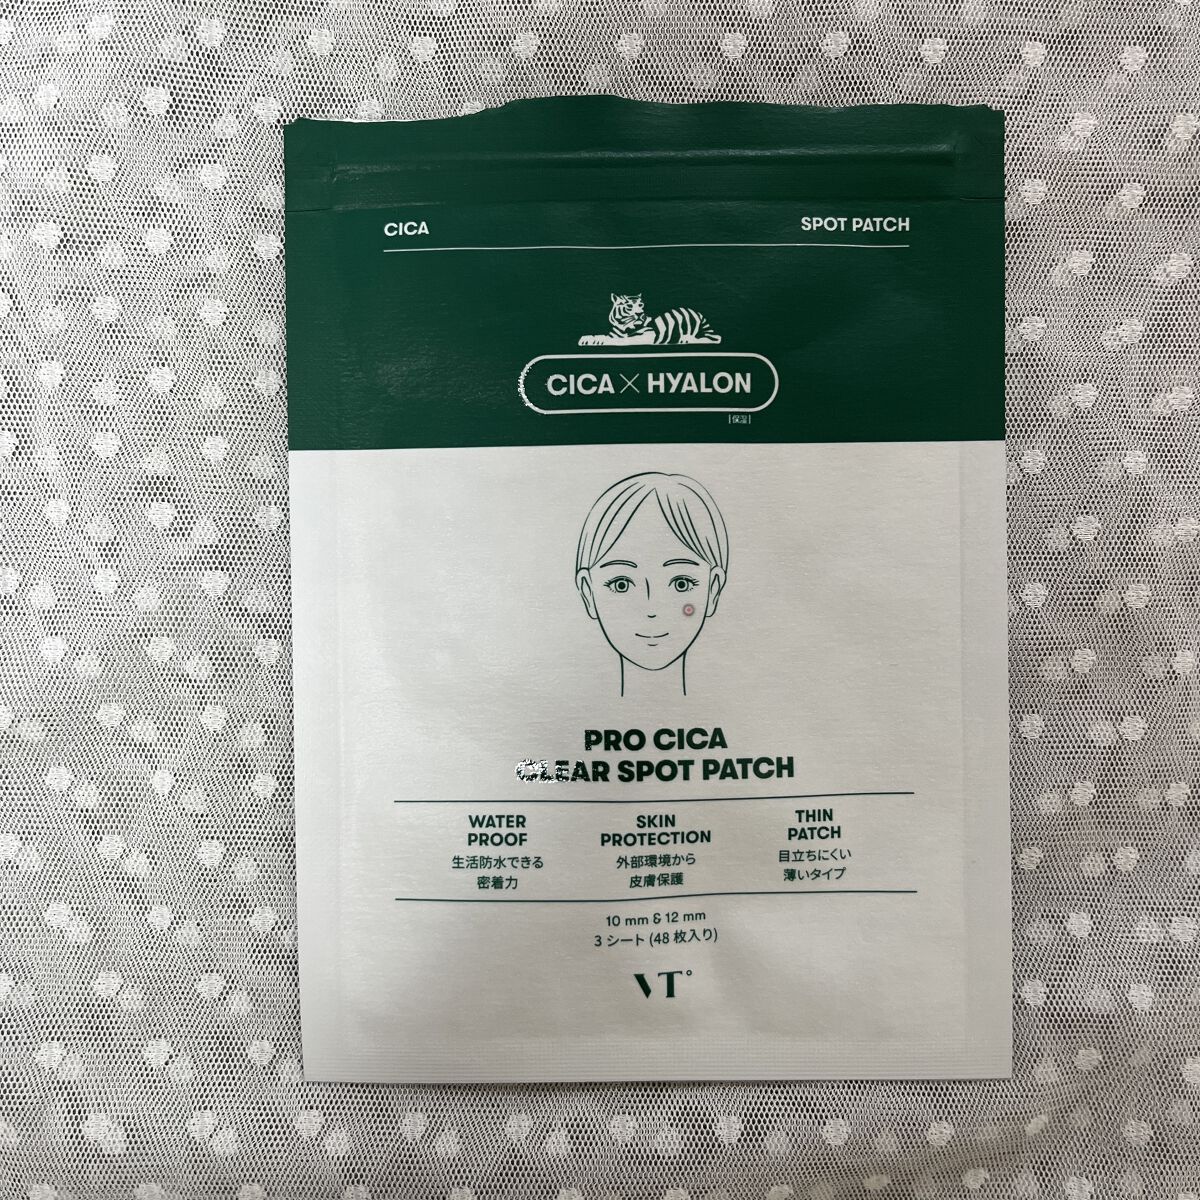 CICA
SPOT PATCH
CICA × HYALON
[保湿]
PRO CICA
CLEAR SPOT PATCH
WATER
PROOF
生活防水できる
密着力
SKIN
PROTECTION
外部環境から
皮膚保護
THIN
PATCH
目立ちにくい
薄いタイプ
10 mm & 12 mm
3 シート (48 枚入り)
VT°